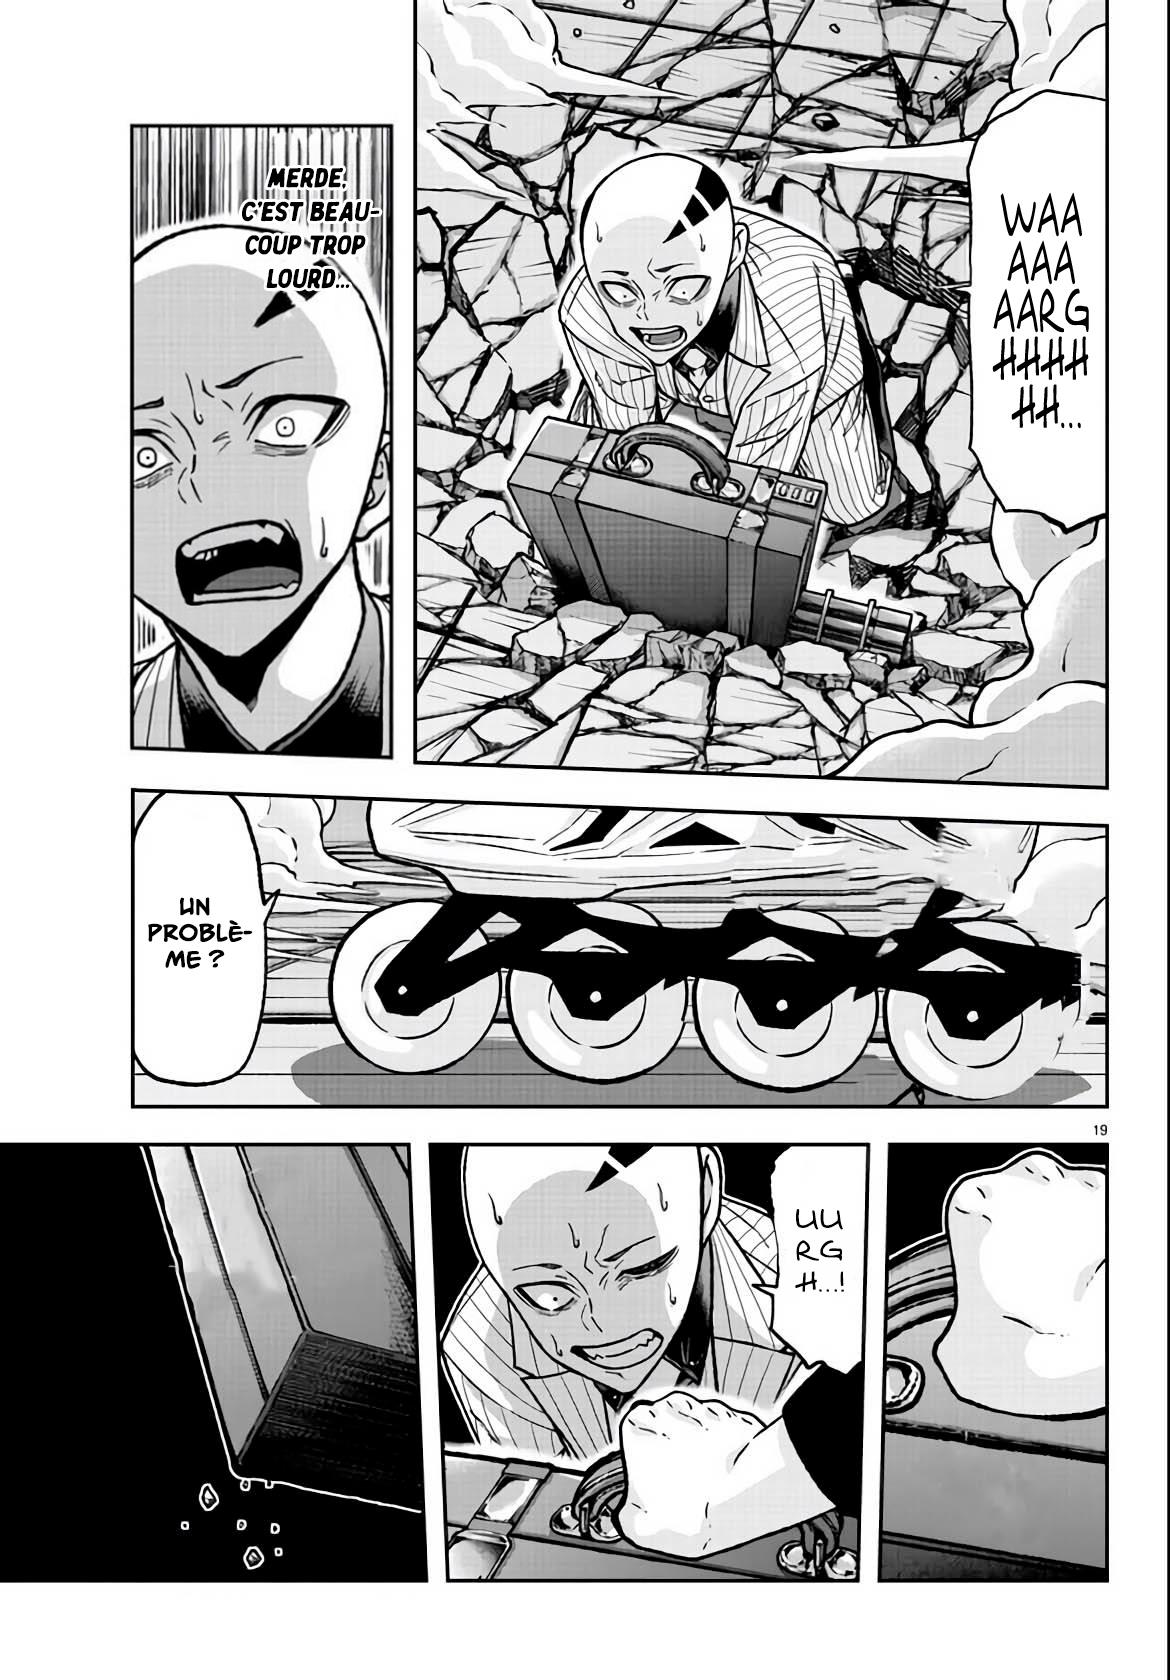 WAA
AAA
AARG
HHHH
HH...
MERDE,
C'EST BEAU-
COUP TROP
LOURD...
UN
PROBLÈ-
ME ?
19
UU
RG
H...!